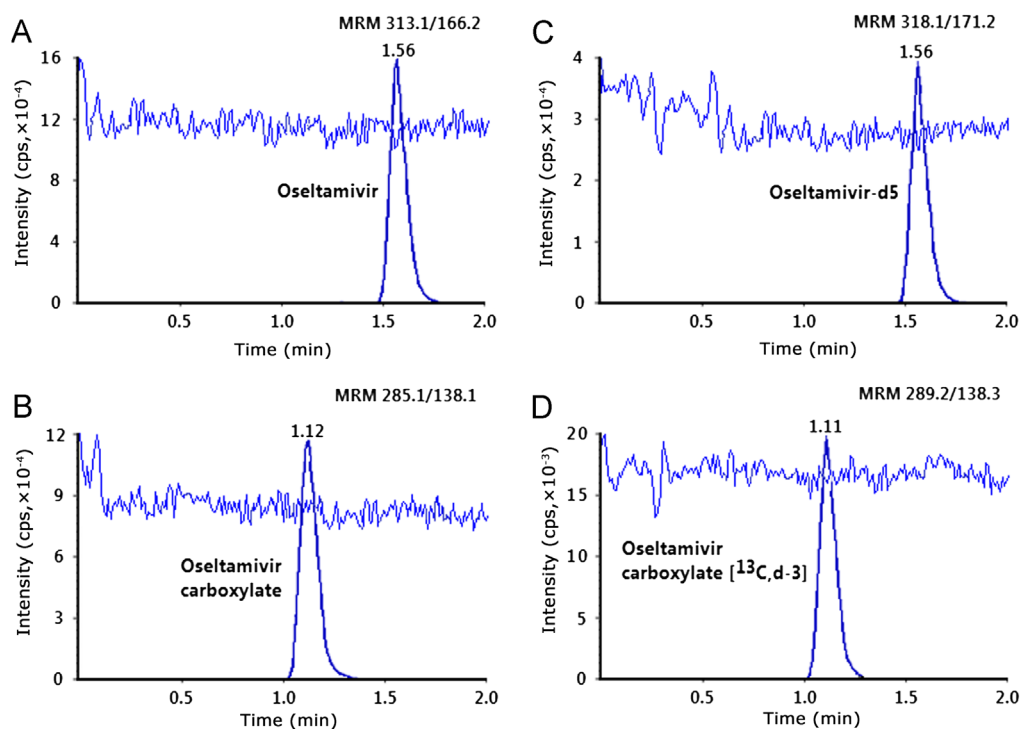 A
MRM 313.1/166.2
1.56
Intensity (cps,×10⁻⁴)
16
12
8
4
0
Oseltamivir
0.5
1.0
1.5
2.0
Time (min)
C
MRM 318.1/171.2
1.56
Intensity (cps,×10⁻⁴)
4
3
2
1
0
Oseltamivir-d5
0.5
1.0
1.5
2.0
Time (min)
B
MRM 285.1/138.1
1.12
Intensity (cps,×10⁻⁴)
12
9
6
3
0
Oseltamivir
carboxylate
0.5
1.0
1.5
2.0
Time (min)
D
MRM 289.2/138.3
1.11
Intensity (cps,×10⁻³)
20
15
10
5
0
Oseltamivir
carboxylate [¹³C,d-3]
0.5
1.0
1.5
2.0
Time (min)